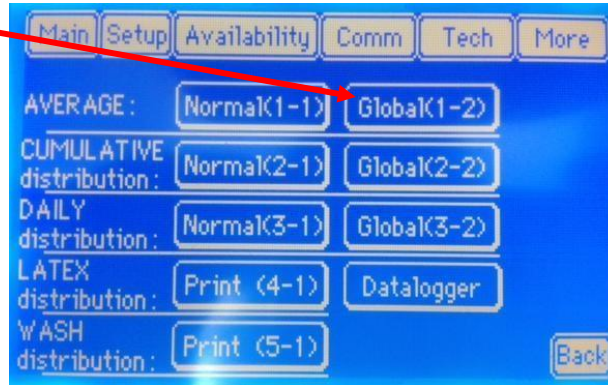 Main Setup Availability Comm Tech More
AVERAGE: Normal(1-1) Global(1-2)
CUMULATIVE
distribution: Normal(2-1) Global(2-2)
DAILY
distribution: Normal(3-1) Global(3-2)
LATEX
distribution: Print (4-1) Datalogger
WASH
distribution: Print (5-1)
Back